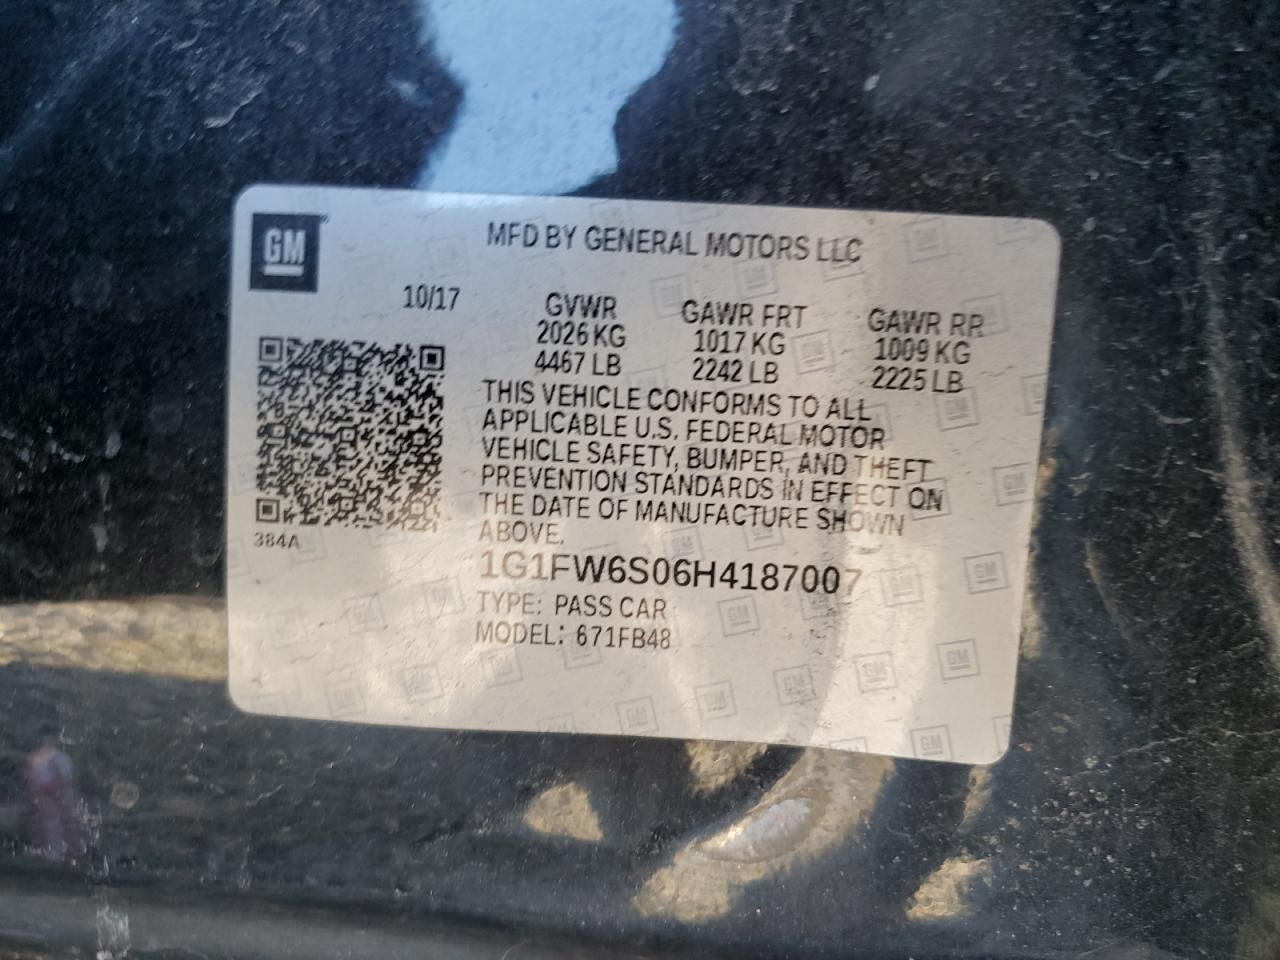 GM
MFD BY GENERAL MOTORS LLC
10/17
GVWR GAWR FRT GAWR RR
2026 KG 1017 KG 1009 KG
4467 LB 2242 LB 2225 LB
THIS VEHICLE CONFORMS TO ALL
APPLICABLE U.S. FEDERAL MOTOR
VEHICLE SAFETY, BUMPER, AND THEFT
PREVENTION STANDARDS IN EFFECT ON
THE DATE OF MANUFACTURE SHOWN
ABOVE.
384A
1G1FW6S06H4187007
TYPE: PASS CAR
MODEL: 671FB48